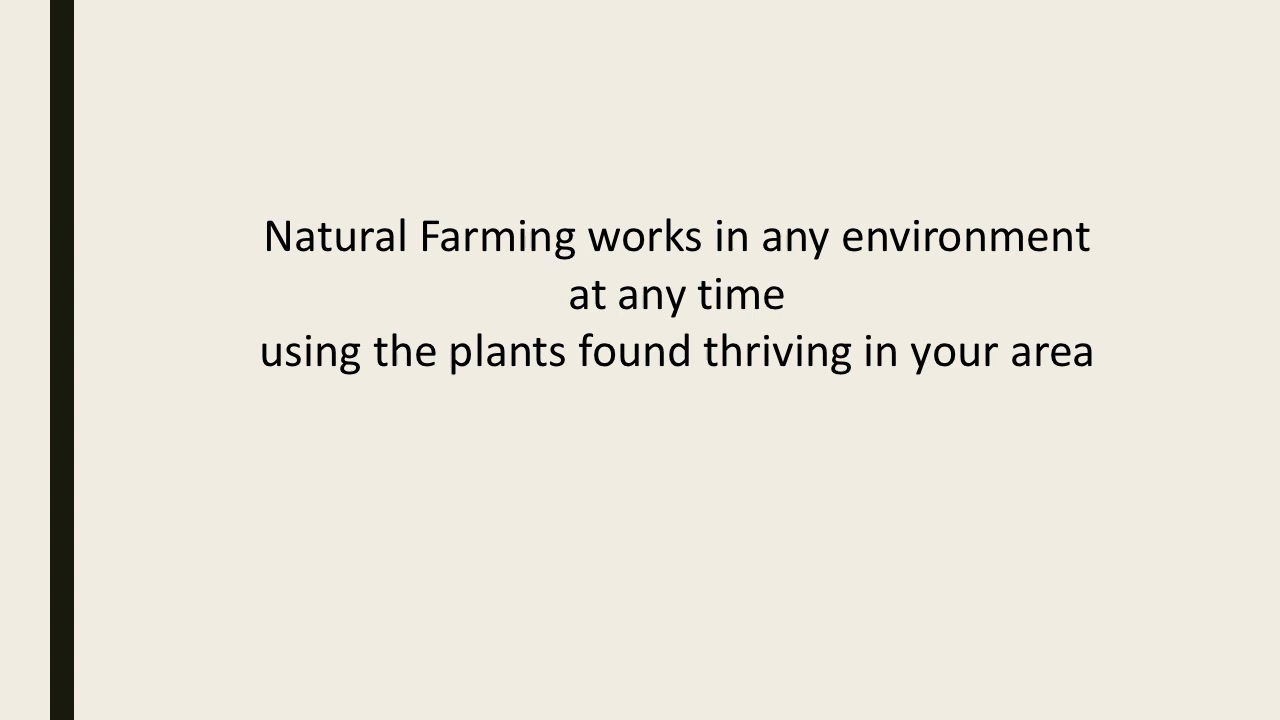 Natural Farming works in any environment
at any time
using the plants found thriving in your area